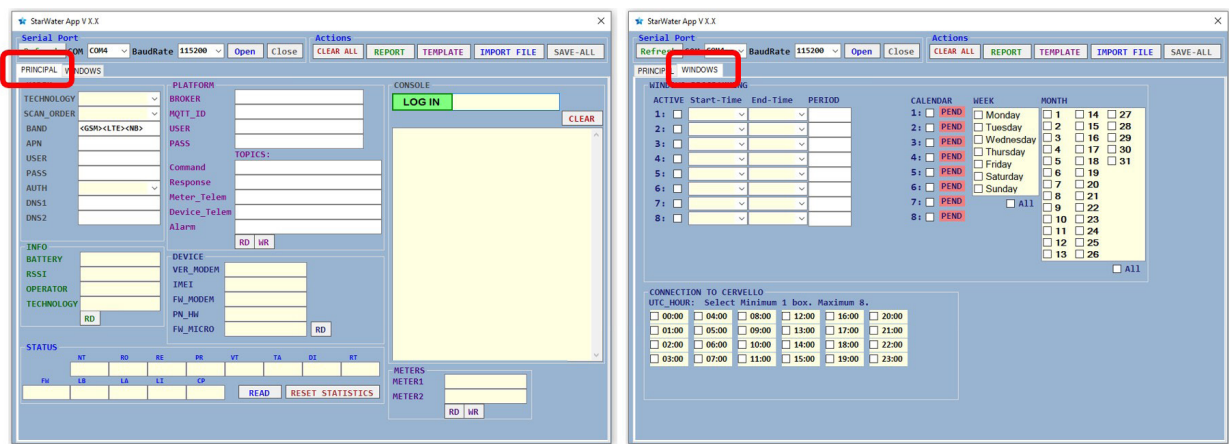 StarWater App V X.X
Serial Port Actions
Refresh COM COM4 BaudRate 115200 Open Close CLEAR ALL REPORT TEMPLATE IMPORT FILE SAVE-ALL
PRINCIPAL WINDOWS
TECHNOLOGY
SCAN_ORDER
BAND <GSM><LTE><NB>
APN
USER
PASS
AUTH
DNS1
DNS2
PLATFORM
BROKER
MQTT_ID
USER
PASS
TOPICS:
Command
Response
Meter_Telem
Device_Telem
Alarm
RD WR
CONSOLE
LOG IN
CLEAR
INFO
BATTERY
RSSI
OPERATOR
TECHNOLOGY
RD
DEVICE
VER_MODEM
IMEI
FW_MODEM
PN_HW
FW_MICRO RD
STATUS
NT RO RE PR VT TA DI RT
FW LB LA LI CP
READ RESET STATISTICS
METERS
METER1
METER2
RD WR
StarWater App V X.X
Serial Port Actions
Refresh COM COM4 BaudRate 115200 Open Close CLEAR ALL REPORT TEMPLATE IMPORT FILE SAVE-ALL
PRINCIPAL WINDOWS
ACTIVE Start-Time End-Time PERIOD
1:
2:
3:
4:
5:
6:
7:
8:
CALENDAR
1: PEND
2: PEND
3: PEND
4: PEND
5: PEND
6: PEND
7: PEND
8: PEND
WEEK
Monday
Tuesday
Wednesday
Thursday
Friday
Saturday
Sunday
All
MONTH
1 14 27
2 15 28
3 16 29
4 17 30
5 18 31
6 19
7 20
8 21
9 22
10 23
11 24
12 25
13 26
All
CONNECTION TO CERVELLO
UTC_HOUR: Select Minimum 1 box. Maximum 8.
00:00 04:00 08:00 12:00 16:00 20:00
01:00 05:00 09:00 13:00 17:00 21:00
02:00 06:00 10:00 14:00 18:00 22:00
03:00 07:00 11:00 15:00 19:00 23:00